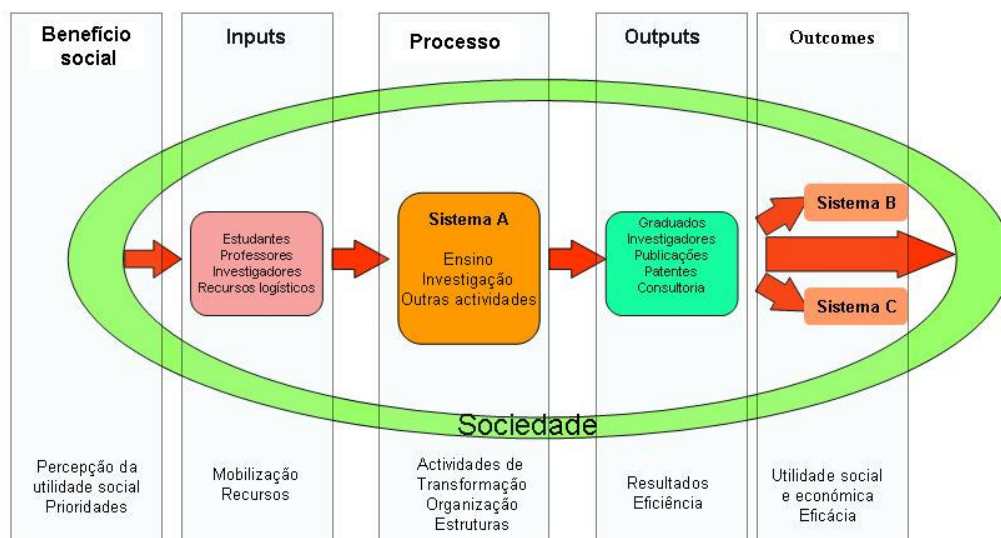 Benefício
social
Inputs
Processo
Outputs
Outcomes
Estudantes
Professores
Investigadores
Recursos logísticos
Sistema A
Ensino
Investigação
Outras actividades
Graduados
Investigadores
Publicações
Patentes
Consultoria
Sistema B
Sistema C
Sociedade
Percepção da
utilidade social
Prioridades
Mobilização
Recursos
Actividades de
Transformação
Organização
Estruturas
Resultados
Eficiência
Utilidade social
e económica
Eficácia